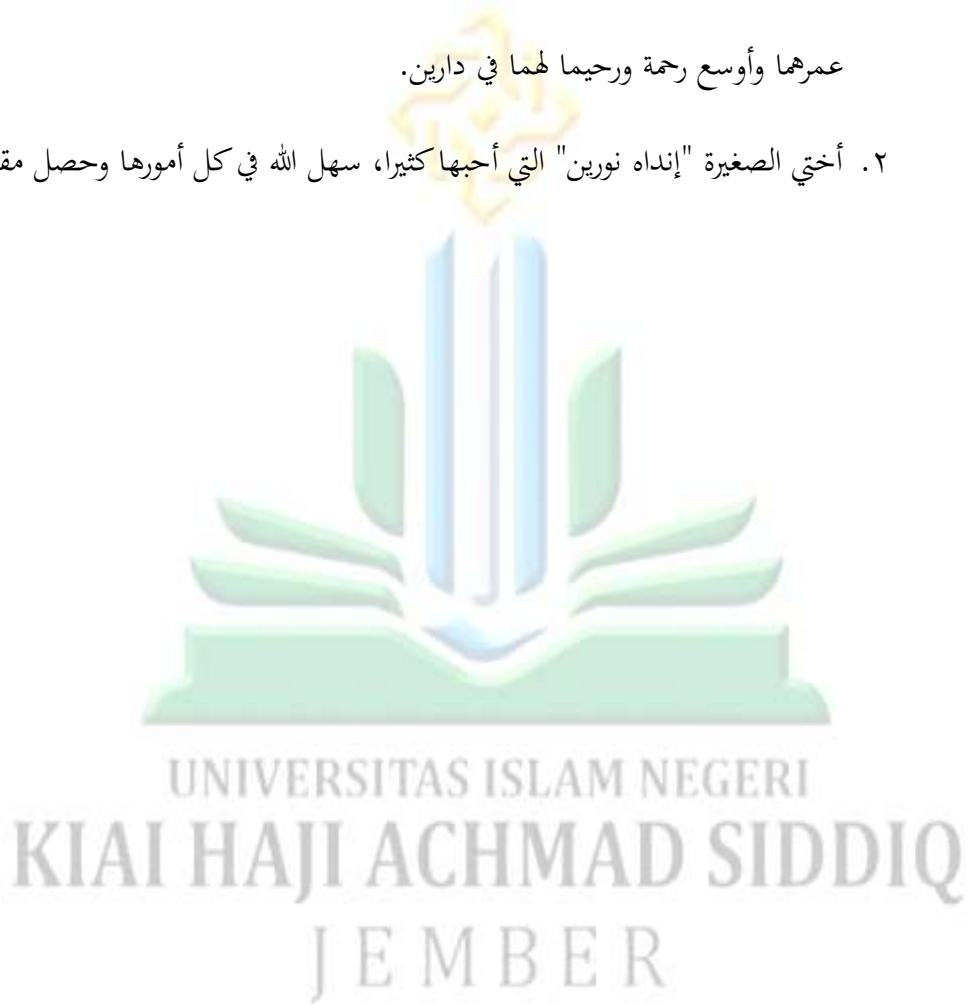 عمرهما وأوسع رحمة ورحيما لهما في دارين.
٢. أختي الصغيرة "إنداه نورين" التي أحبها كثيرا، سهل الله في كل أمورها وحصل
UNIVERSITAS ISLAM NEGERI
KIAI HAJI ACHMAD SIDDIQ
JEMBER